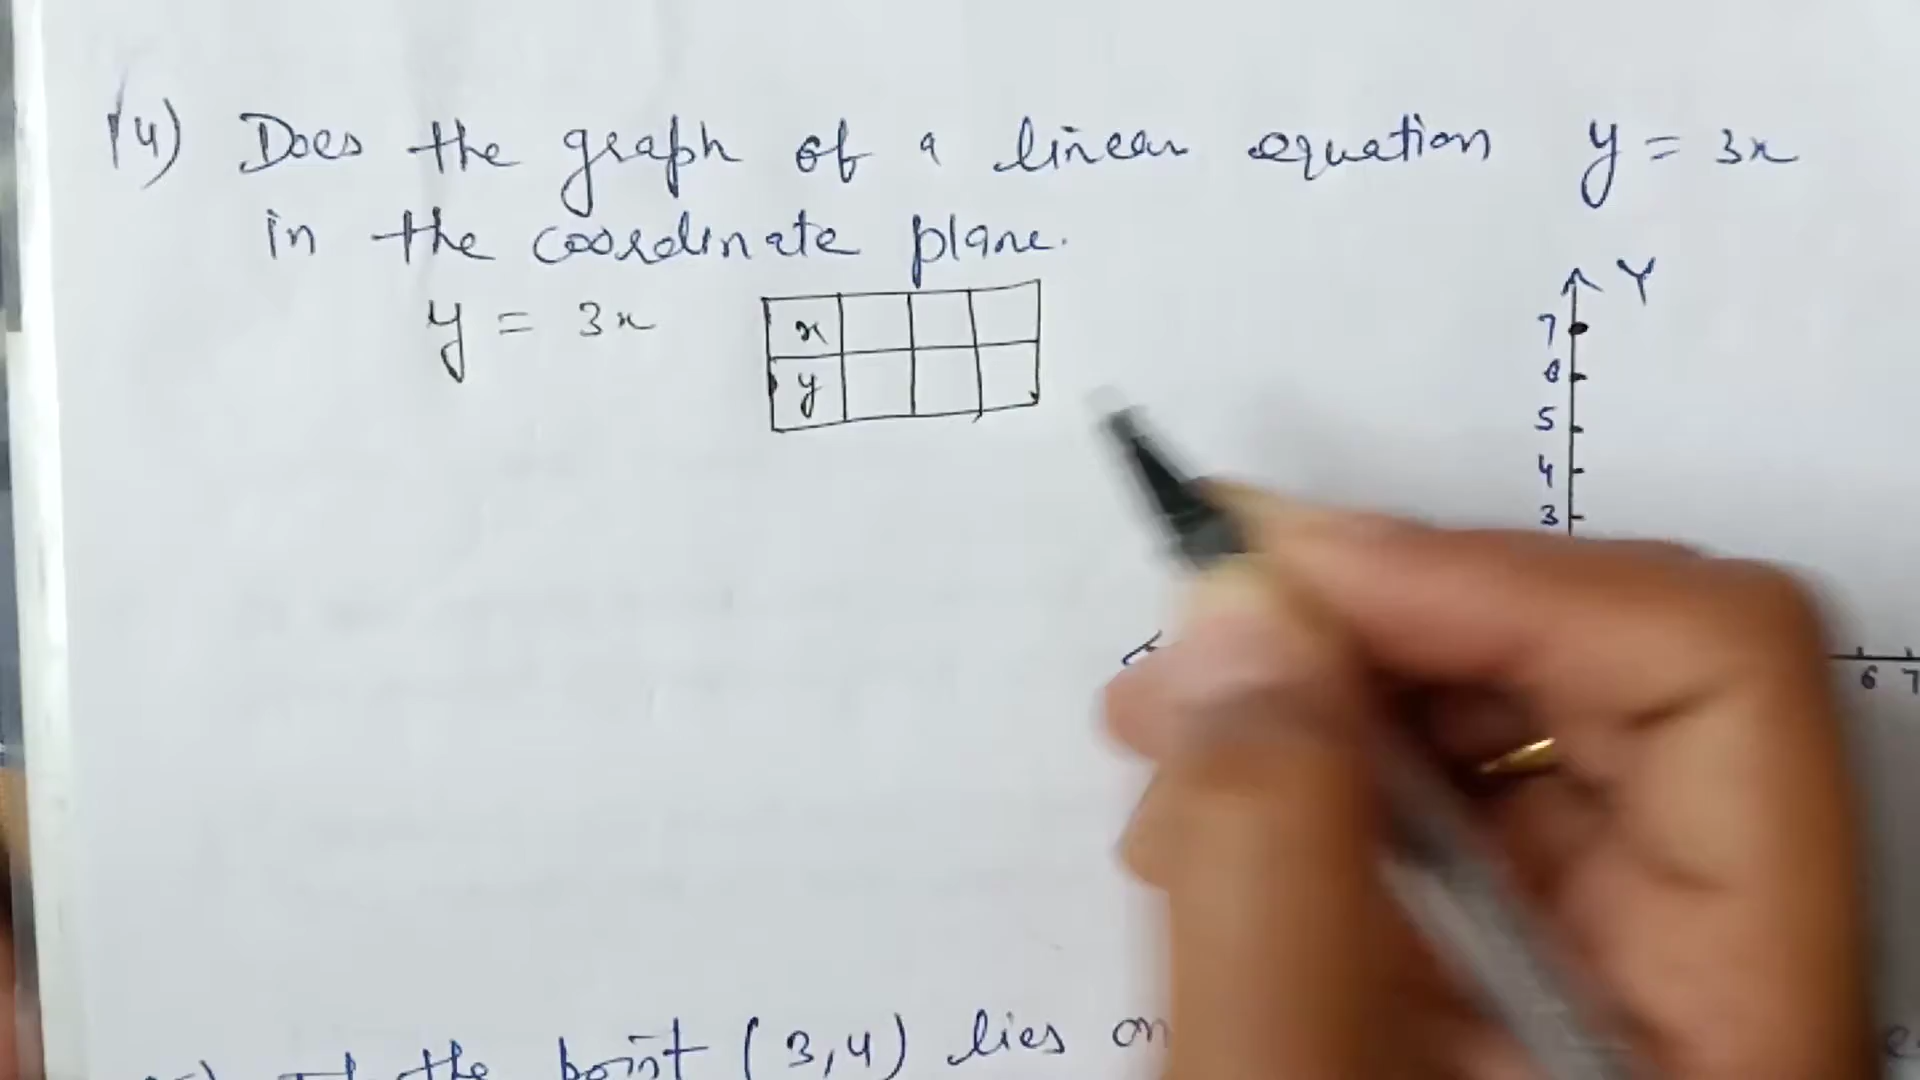 14) Does the graph of a linear equation y = 3x
in the coordinate plane.
y = 3x
x
y
Y
7
6
5
4
3
6 7
the point (3,4) lies on